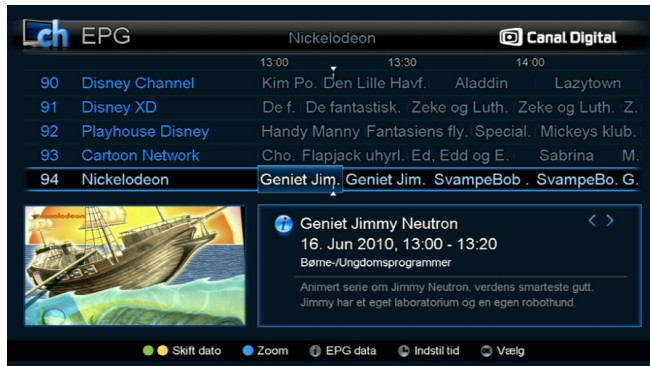 ch EPG Nickelodeon Canal Digital
13:00 13:30 14:00
90 Disney Channel Kim Po. Den Lille Havf. Aladdin Lazytown
91 Disney XD De f. De fantastisk. Zeke og Luth. Zeke og Luth. Z.
92 Playhouse Disney Handy Manny Fantasiens fly. Special. Mickeys klub.
93 Cartoon Network Cho. Flapjack uhyrl. Ed, Edd og E. Sabrina M.
94 Nickelodeon Geniet Jim. Geniet Jim. SvampeBob . SvampeBo. G.
nickelodeon
Geniet Jimmy Neutron
16. Jun 2010, 13:00 - 13:20
Børne-/Ungdomsprogrammer
Animert serie om Jimmy Neutron, verdens smarteste gutt.
Jimmy har et eget laboratorium og en egen robothund.
Skift dato Zoom EPG data Indstil tid Vælg